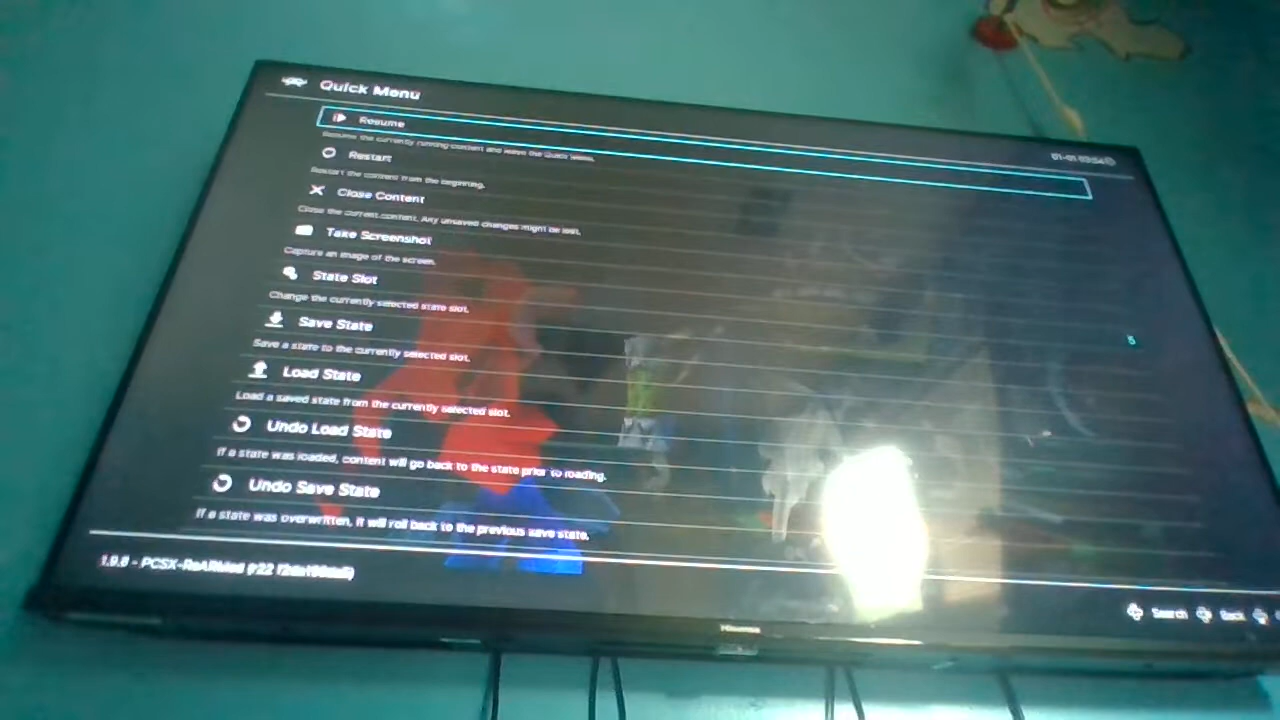 Quick Menu
Resume
Resume the currently running content and leave the Quick Menu.
Restart
Restart the content from the beginning.
Close Content
Close the current content. Any unsaved changes might be lost.
Take Screenshot
Capture an image of the screen.
State Slot
Change the currently selected state slot.
Save State
Save a state to the currently selected slot.
Load State
Load a saved state from the currently selected slot.
Undo Load State
If a state was loaded, content will go back to the state prior to loading.
Undo Save State
If a state was overwritten, it will roll back to the previous save state.
PCSX-ReARMed
Search Back
Hisense